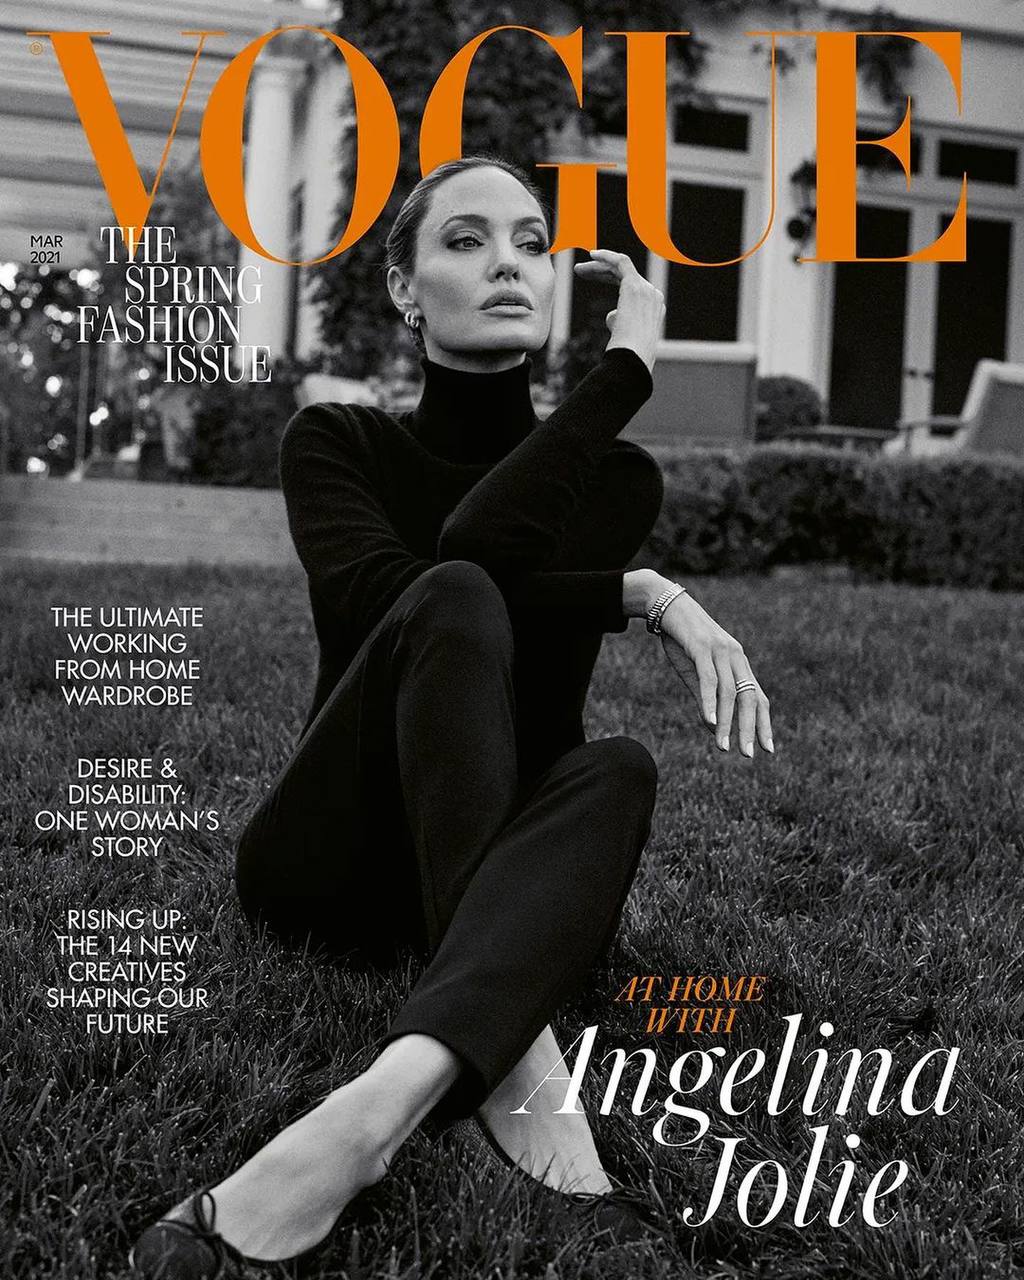 VOGUE
MAR
2021
THE
SPRING
FASHION
ISSUE
THE ULTIMATE
WORKING
FROM HOME
WARDROBE
DESIRE &
DISABILITY:
ONE WOMAN'S
STORY
RISING UP:
THE 14 NEW
CREATIVES
SHAPING OUR
FUTURE
AT HOME
WITH
Angelina
Jolie